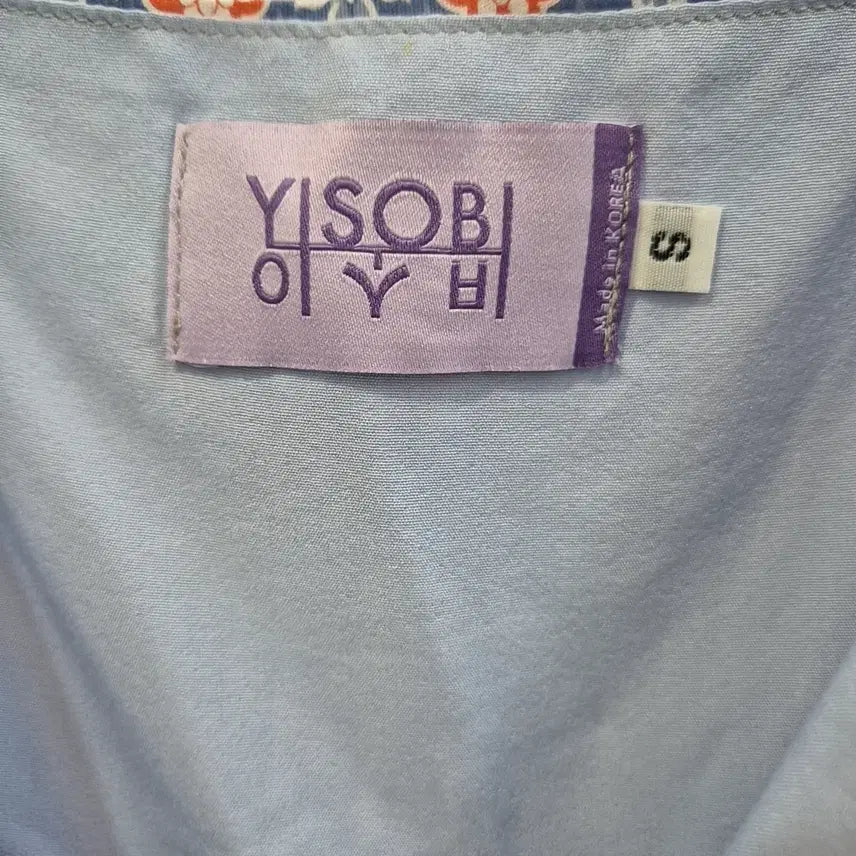 YISOBI
이소비
Made in KOREA
S